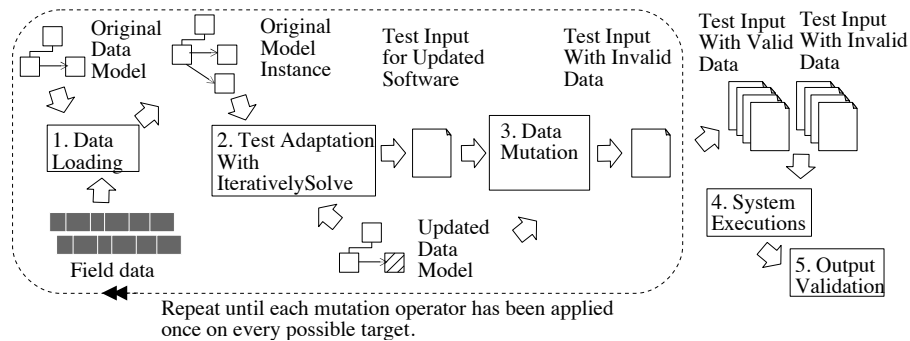 Original
Data
Model
Original
Model
Instance
Test Input
for Updated
Software
Test Input
With Invalid
Data
Test Input
With Valid
Data
Test Input
With Invalid
Data
1. Data
Loading
2. Test Adaptation
With
IterativelySolve
3. Data
Mutation
4. System
Executions
5. Output
Validation
Updated
Data
Model
Field data
Repeat until each mutation operator has been applied
once on every possible target.